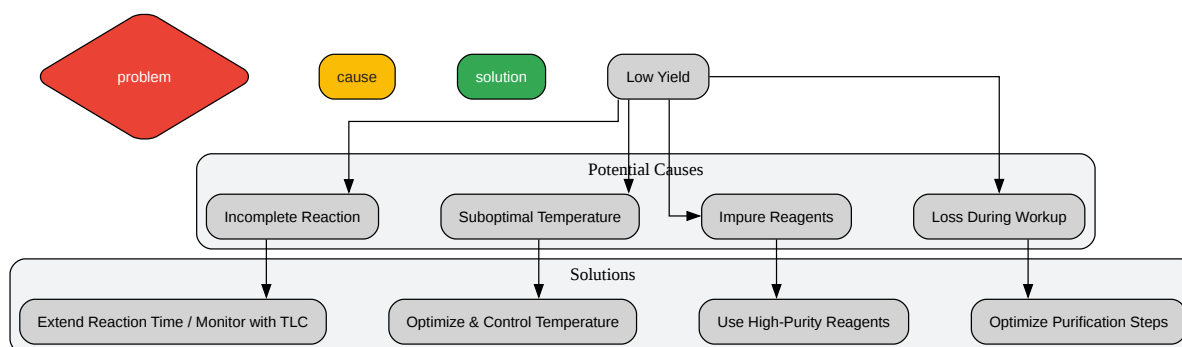 problem
cause
solution
Low Yield
Potential Causes
Incomplete Reaction
Suboptimal Temperature
Impure Reagents
Loss During Workup
Solutions
Extend Reaction Time / Monitor with TLC
Optimize & Control Temperature
Use High-Purity Reagents
Optimize Purification Steps